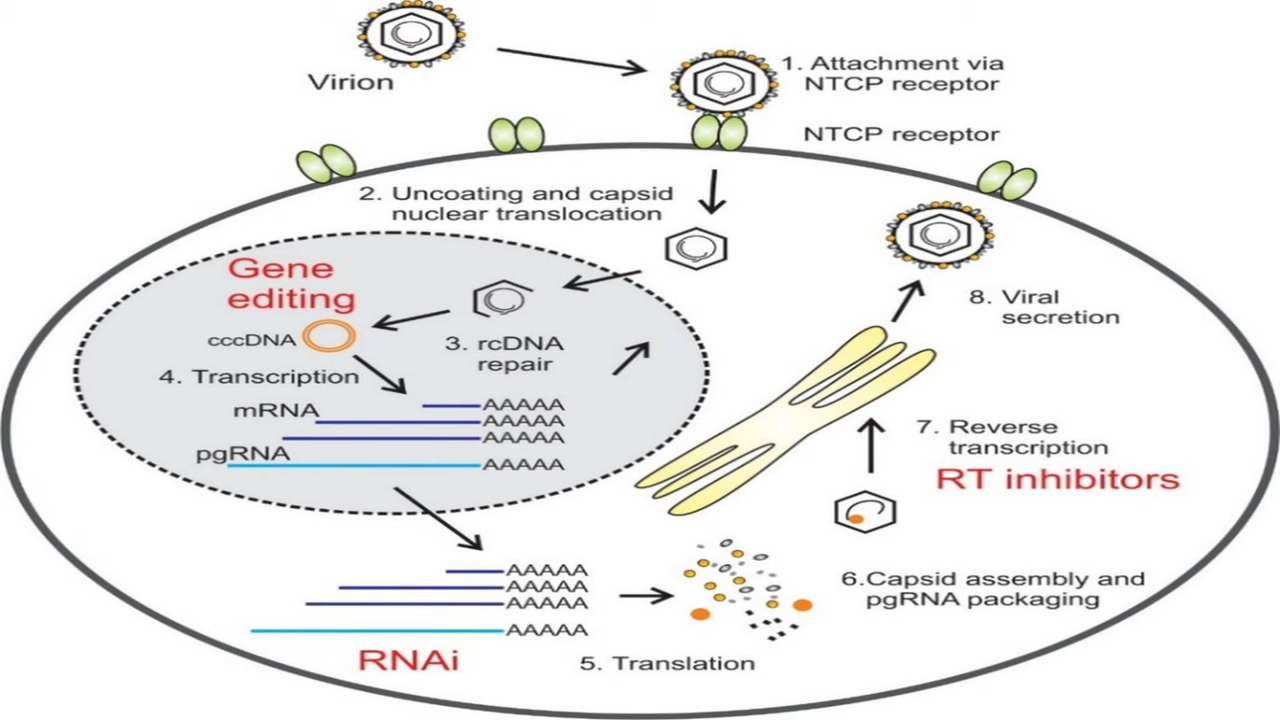 Virion
1. Attachment via
NTCP receptor
NTCP receptor
2. Uncoating and capsid
nuclear translocation
Gene
editing
cccDNA
3. rcDNA
repair
4. Transcription
mRNA
AAAAA
AAAAA
AAAAA
pgRNA
AAAAA
8. Viral
secretion
7. Reverse
transcription
RT inhibitors
AAAAA
AAAAA
AAAAA
AAAAA
6.Capsid assembly and
pgRNA packaging
RNAi
5. Translation